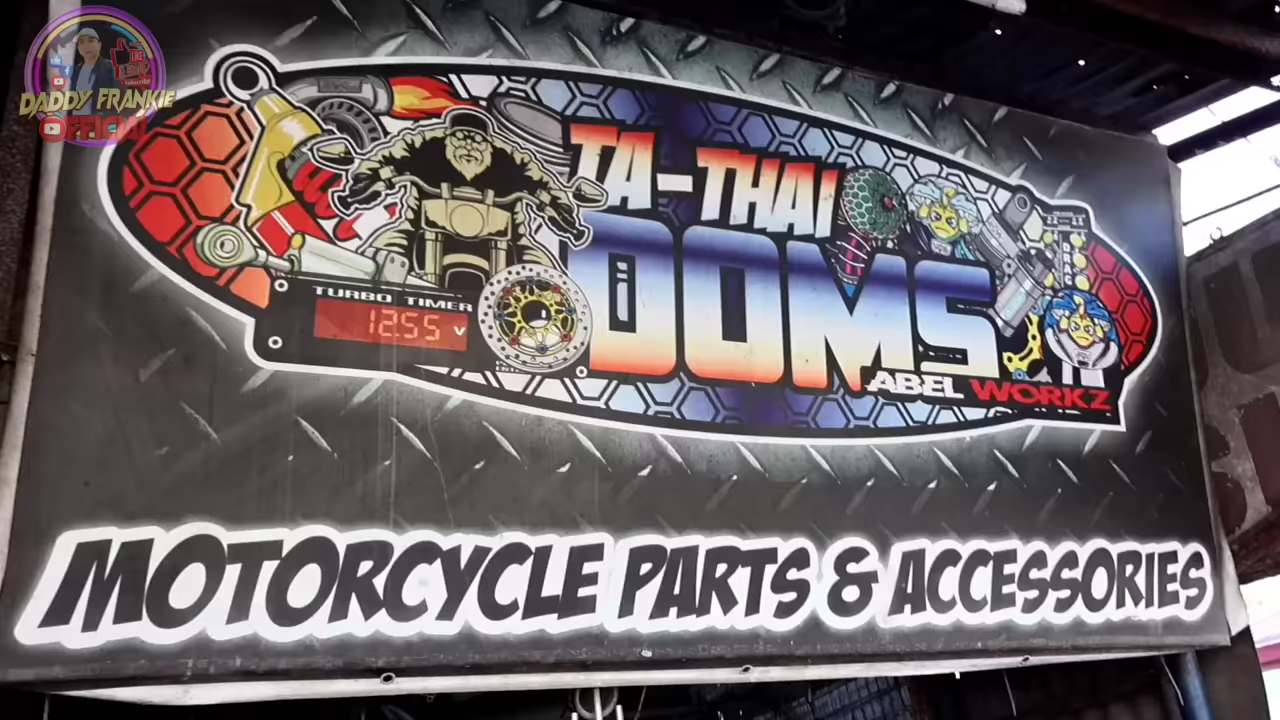 DADDY FRANKIE
OFFICIAL
TA-THAI
DOMS
TURBO TIMER
12.55 V
ABEL WORKZ
MOTORCYCLE PARTS & ACCESSORIES